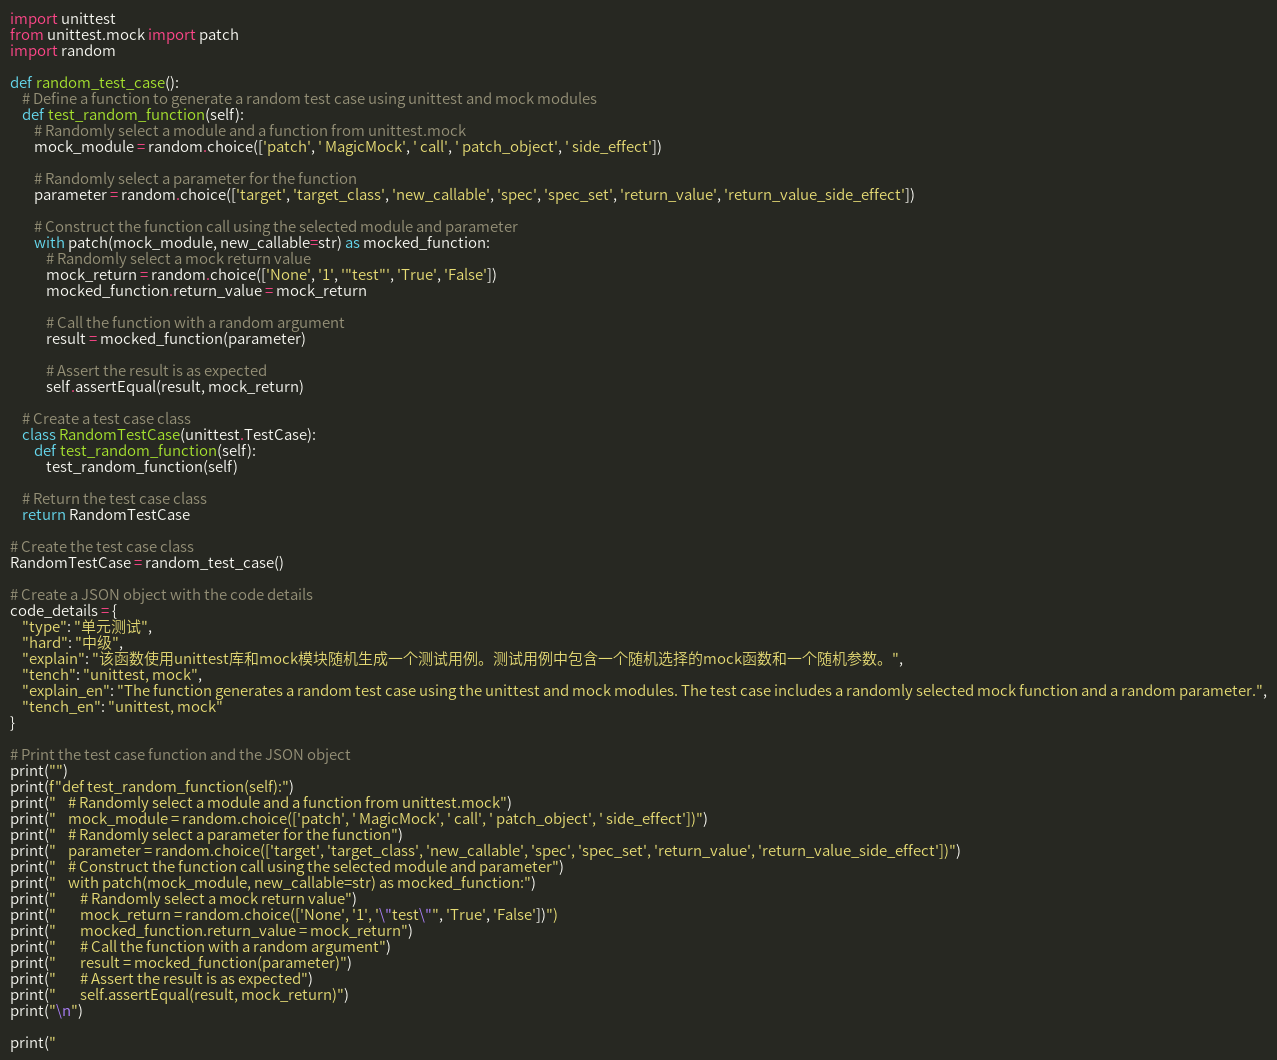 import unittest
from unittest.mock import patch
import random

def random_test_case():
    # Define a function to generate a random test case using unittest and mock modules
    def test_random_function(self):
        # Randomly select a module and a function from unittest.mock
        mock_module = random.choice(['patch', ' MagicMock', ' call', ' patch_object', ' side_effect'])

        # Randomly select a parameter for the function
        parameter = random.choice(['target', 'target_class', 'new_callable', 'spec', 'spec_set', 'return_value', 'return_value_side_effect'])

        # Construct the function call using the selected module and parameter
        with patch(mock_module, new_callable=str) as mocked_function:
            # Randomly select a mock return value
            mock_return = random.choice(['None', '1', '"test"', 'True', 'False'])
            mocked_function.return_value = mock_return

            # Call the function with a random argument
            result = mocked_function(parameter)

            # Assert the result is as expected
            self.assertEqual(result, mock_return)

    # Create a test case class
    class RandomTestCase(unittest.TestCase):
        def test_random_function(self):
            test_random_function(self)

    # Return the test case class
    return RandomTestCase

# Create the test case class
RandomTestCase = random_test_case()

# Create a JSON object with the code details
code_details = {
    "type": "单元测试",
    "hard": "中级",
    "explain": "该函数使用unittest库和mock模块随机生成一个测试用例。测试用例中包含一个随机选择的mock函数和一个随机参数。",
    "tench": "unittest, mock",
    "explain_en": "The function generates a random test case using the unittest and mock modules. The test case includes a randomly selected mock function and a random parameter.",
    "tench_en": "unittest, mock"
}

# Print the test case function and the JSON object
print("")
print(f"def test_random_function(self):")
print("    # Randomly select a module and a function from unittest.mock")
print("    mock_module = random.choice(['patch', ' MagicMock', ' call', ' patch_object', ' side_effect'])")
print("    # Randomly select a parameter for the function")
print("    parameter = random.choice(['target', 'target_class', 'new_callable', 'spec', 'spec_set', 'return_value', 'return_value_side_effect'])")
print("    # Construct the function call using the selected module and parameter")
print("    with patch(mock_module, new_callable=str) as mocked_function:")
print("        # Randomly select a mock return value")
print("        mock_return = random.choice(['None', '1', '\"test\"", 'True', 'False'])")
print("        mocked_function.return_value = mock_return")
print("        # Call the function with a random argument")
print("        result = mocked_function(parameter)")
print("        # Assert the result is as expected")
print("        self.assertEqual(result, mock_return)")
print("\n")

print("